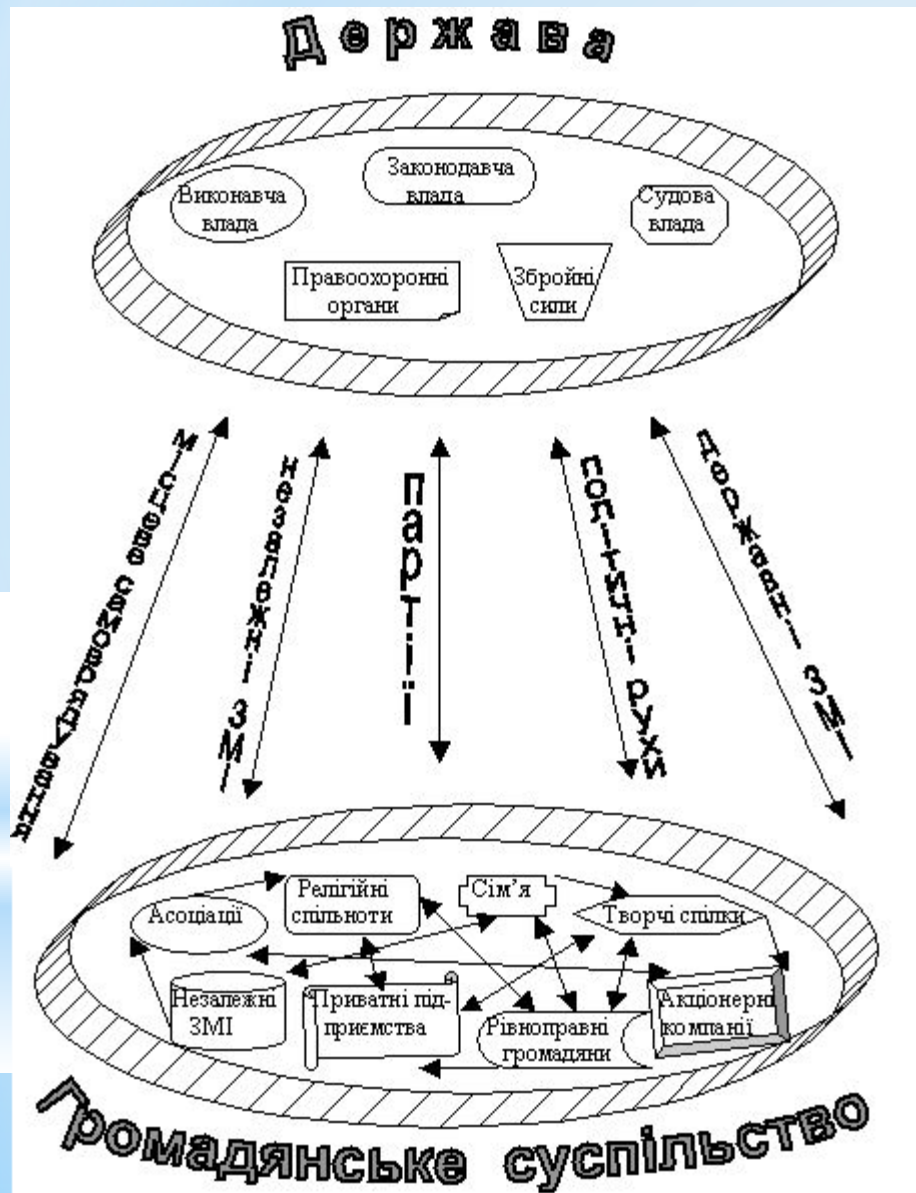 Держава
Виконавча
влада
Законодавча
влада
Судова
влада
Правоохоронні
органи
Збройні
сили
Місцеве самоврядування
Незалежні ЗМІ
Партії
Політичні рухи
Державні ЗМІ
Асоціації
Релігійні
спільноти
Сім’я
Творчі спілки
Незалежні
ЗМІ
Приватні під-
приємства
Рівноправні
громадяни
Акціонерні
компанії
Громадянське суспільство